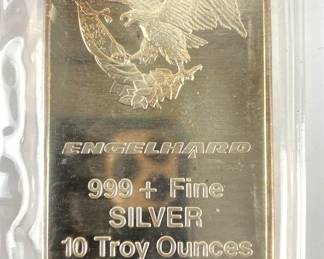 ENGELHARD
999 + Fine
SILVER
10 Troy Ounces